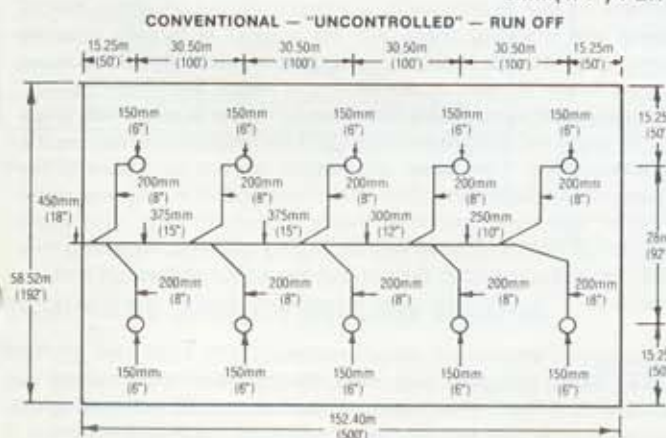 CONVENTIONAL — "UNCONTROLLED" — RUN OFF
15.25m 30.50m 30.50m 30.50m 30.50m 15.25m
(50') (100') (100') (100') (100') (50')
150mm 150mm 150mm 150mm 150mm
(6") (6") (6") (6") (6")
15.25
(50'
200mm 200mm 200mm 200mm 200mm
(8") (8") (8") (8") (8")
450mm
(18")
375mm 375mm 300mm 250mm
(15") (15") (12") (10")
28m
(92')
58.52m
(192')
200mm 200mm 200mm 200mm 200mm
(8") (8") (8") (8") (8")
15.25
(50'
150mm 150mm 150mm 150mm 150mm
(6") (6") (6") (6") (6")
152.40m
(500')